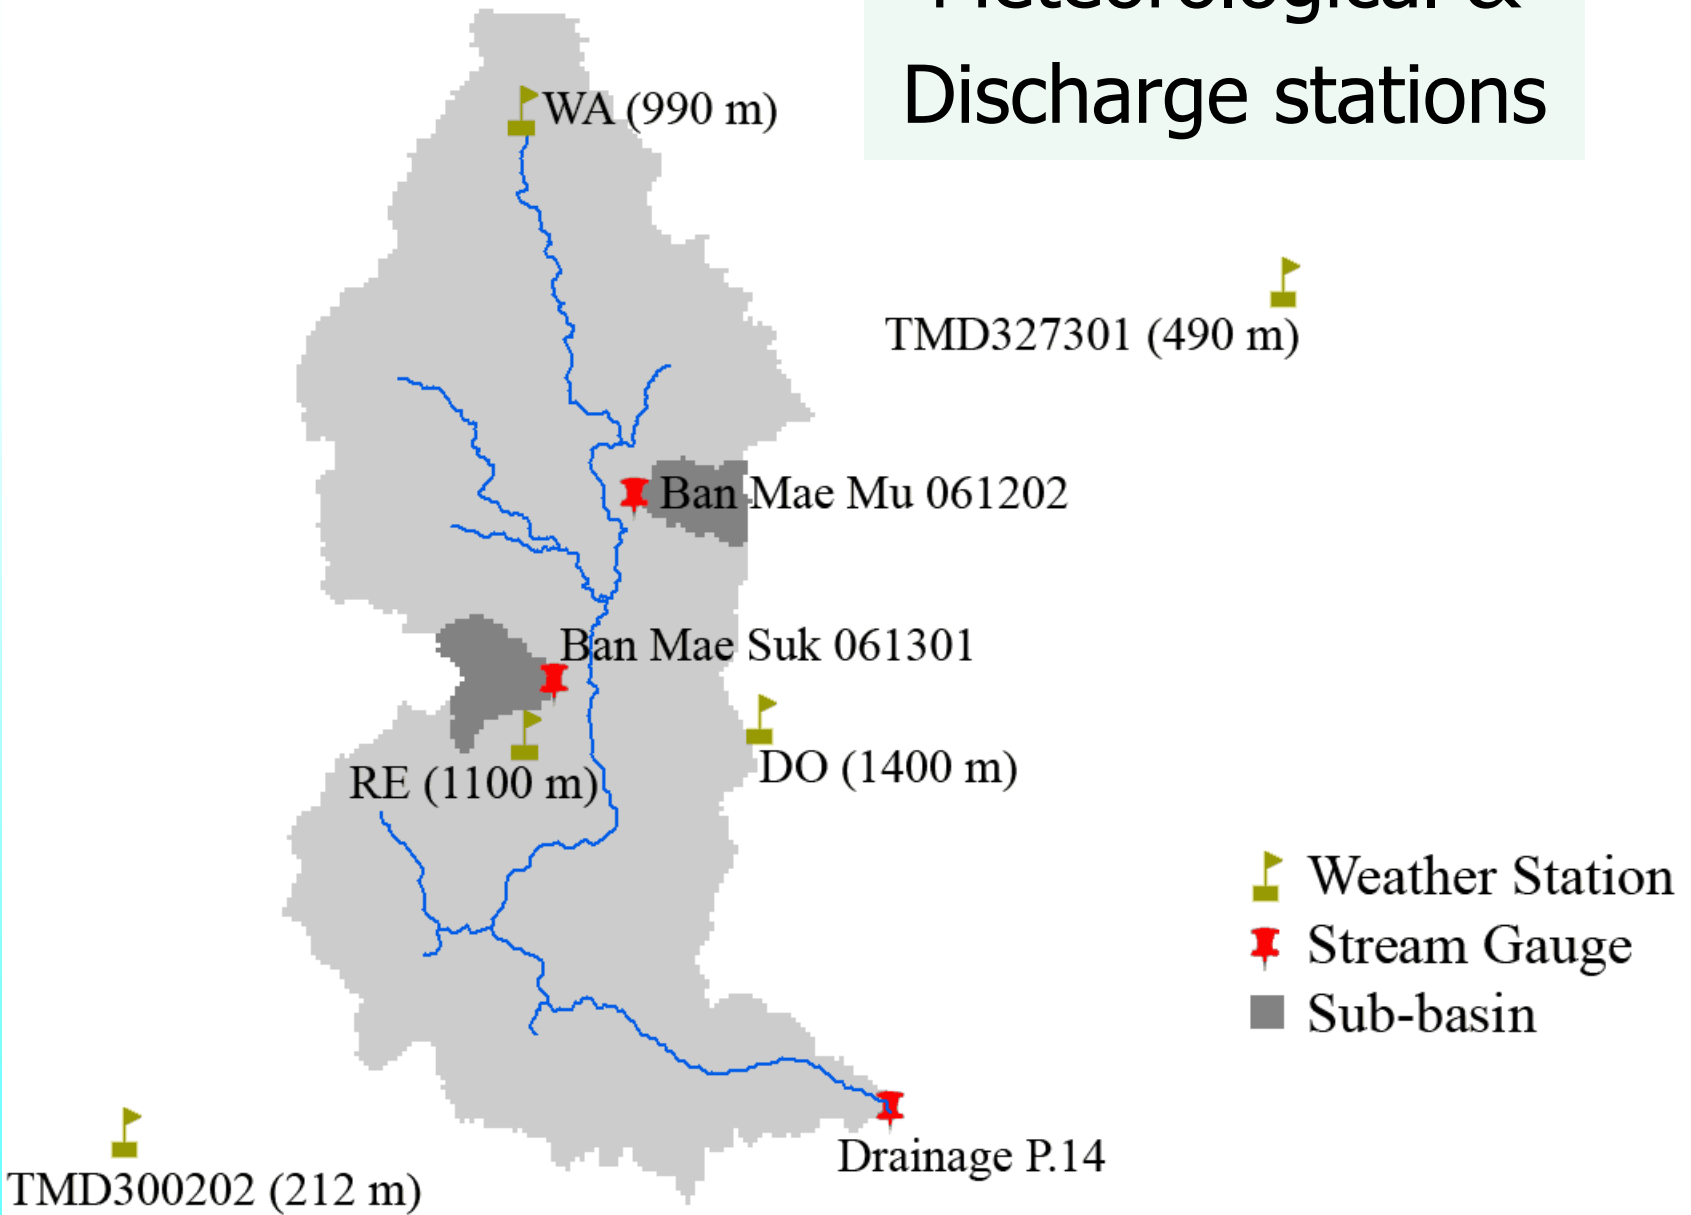 Meteorological &
Discharge stations
WA (990 m)
TMD327301 (490 m)
Ban Mae Mu 061202
Ban Mae Suk 061301
RE (1100 m)
DO (1400 m)
Weather Station
Stream Gauge
Sub-basin
Drainage P.14
TMD300202 (212 m)